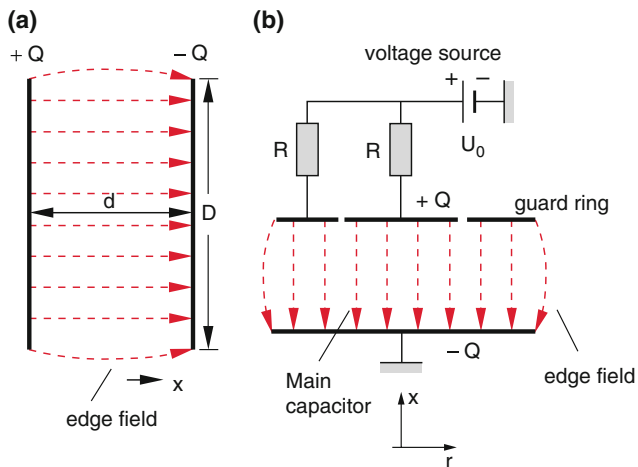 (a)
+ Q
– Q
d
D
x
edge field
(b)
voltage source
+
–
U0
R
R
+ Q
guard ring
– Q
Main
capacitor
edge field
x
r